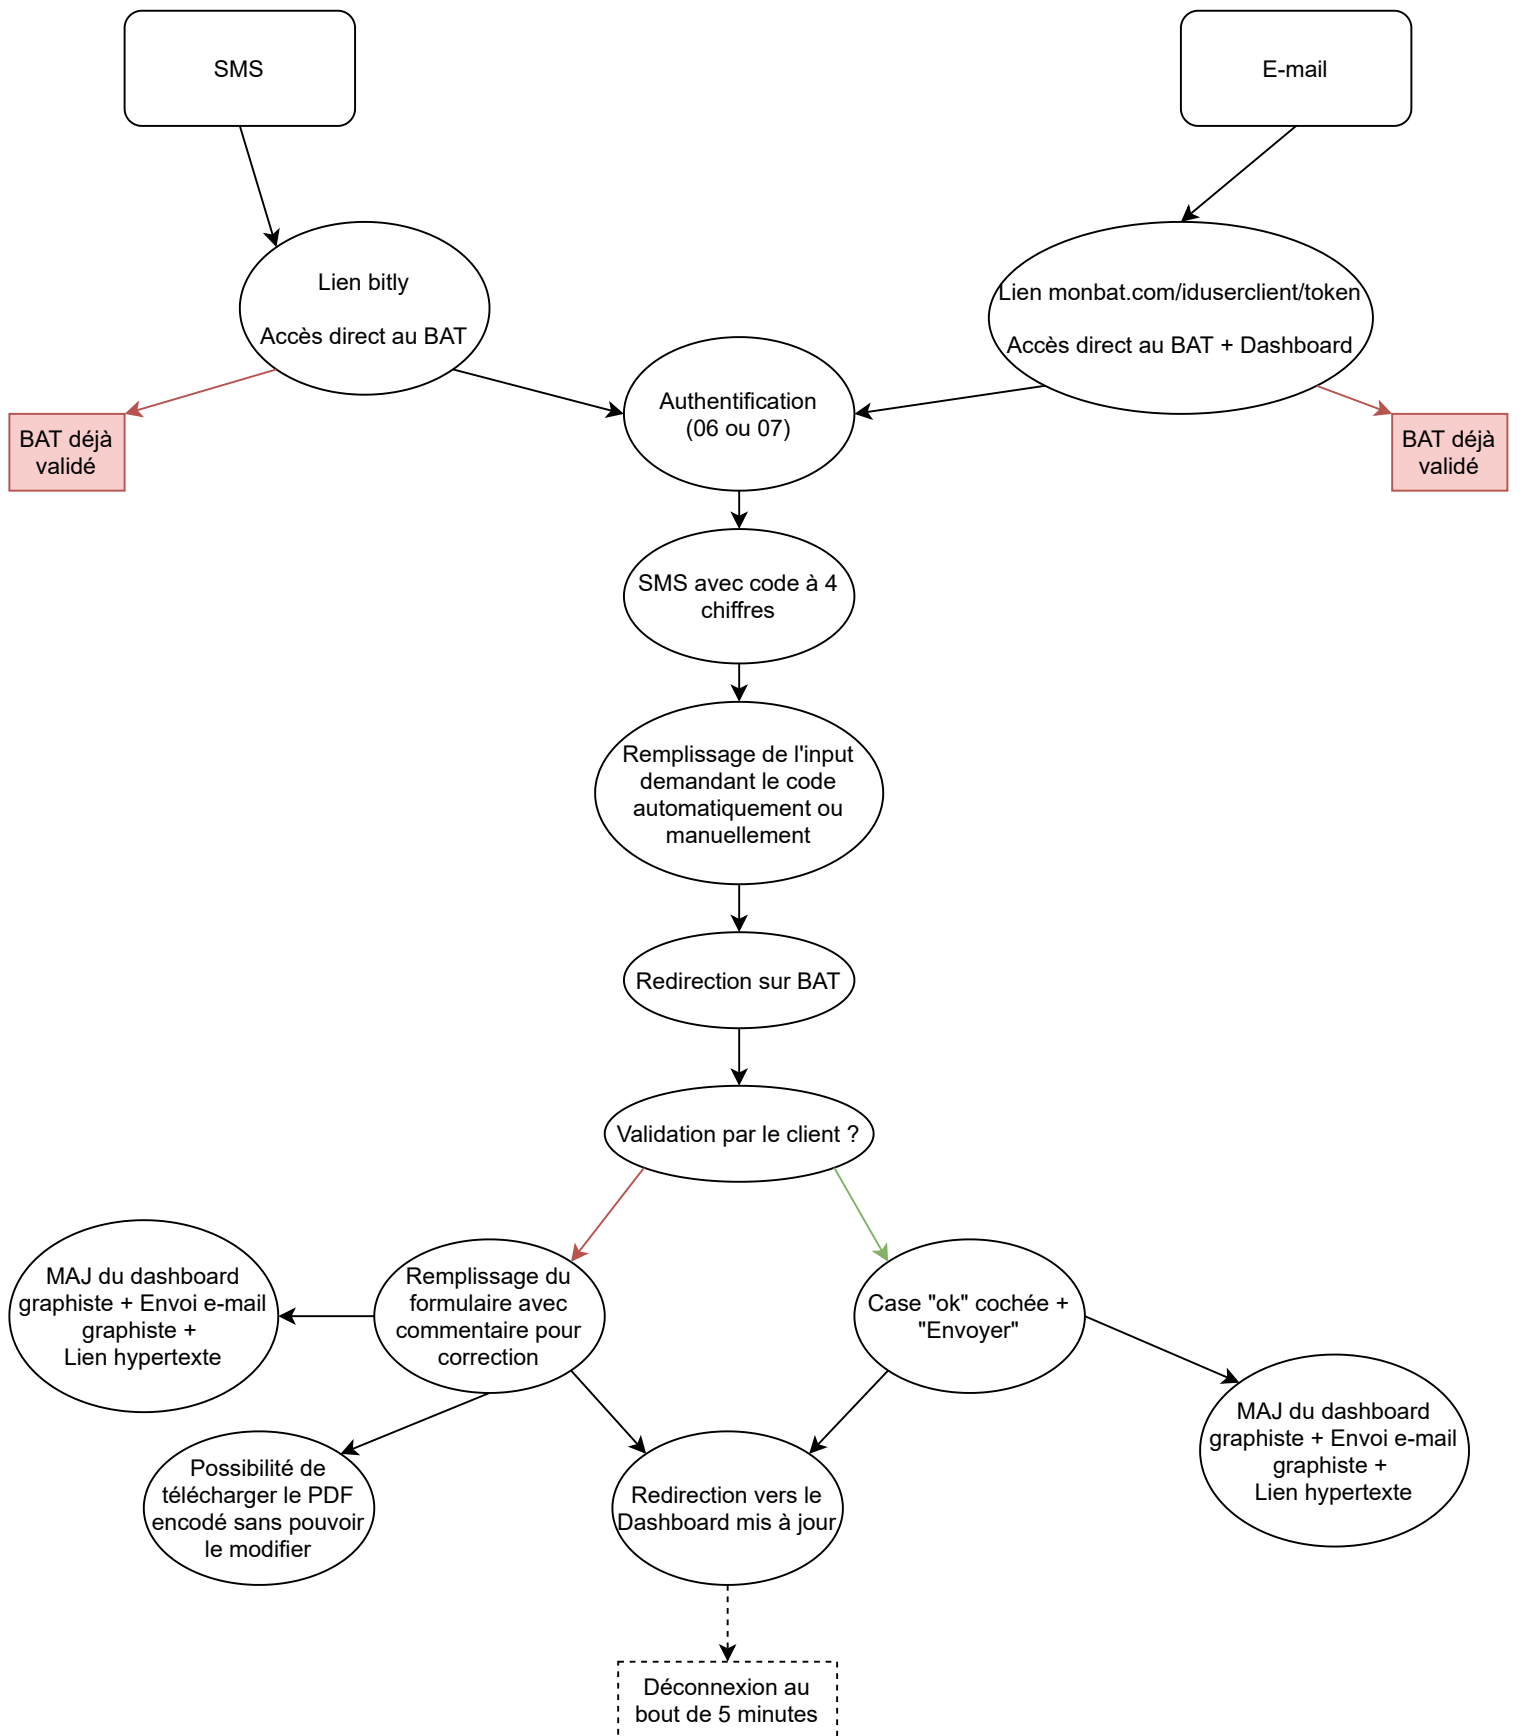 SMS
E-mail
Lien bitly
Accès direct au BAT
Lien monbat.com/iduserclient/token
Accès direct au BAT + Dashboard
Authentification
(06 ou 07)
BAT déjà
validé
BAT déjà
validé
SMS avec code à 4
chiffres
Remplissage de l'input
demandant le code
automatiquement ou
manuellement
Redirection sur BAT
Validation par le client ?
MAJ du dashboard
graphiste + Envoi e-mail
graphiste +
Lien hypertexte
Remplissage du
formulaire avec
commentaire pour
correction
Case "ok" cochée +
"Envoyer"
MAJ du dashboard
graphiste + Envoi e-mail
graphiste +
Lien hypertexte
Possibilité de
télécharger le PDF
encodé sans pouvoir
le modifier
Redirection vers le
Dashboard mis à jour
Déconnexion au
bout de 5 minutes